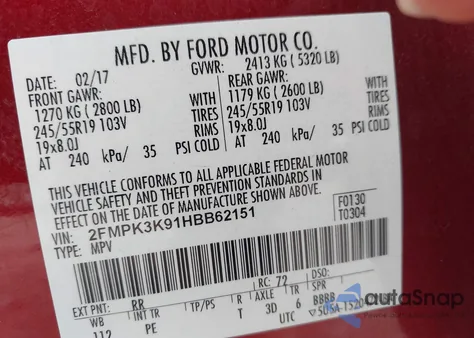 MFD. BY FORD MOTOR CO.
DATE: 02/17 GVWR: 2413 KG ( 5320 LB)
FRONT GAWR: REAR GAWR:
1270 KG ( 2800 LB) WITH 1179 KG ( 2600 LB) WITH
245/55R19 103V TIRES 245/55R19 103V TIRES
19x8.0J RIMS 19x8.0J RIMS
AT 240 kPa/ 35 PSI COLD AT 240 kPa/ 35 PSI COLD
THIS VEHICLE CONFORMS TO ALL APPLICABLE FEDERAL MOTOR
VEHICLE SAFETY AND THEFT PREVENTION STANDARDS IN
EFFECT ON THE DATE OF MANUFACTURE SHOWN ABOVE.
VIN: 2FMPK3K91HBB62151 F0130
TYPE: MPV T0304
EXT PNT: RR RC: 72 DSO:
WB TP/PS R AXLE TR SPR
112 PE T 3D 6 BBBB
UTC
autoSnap